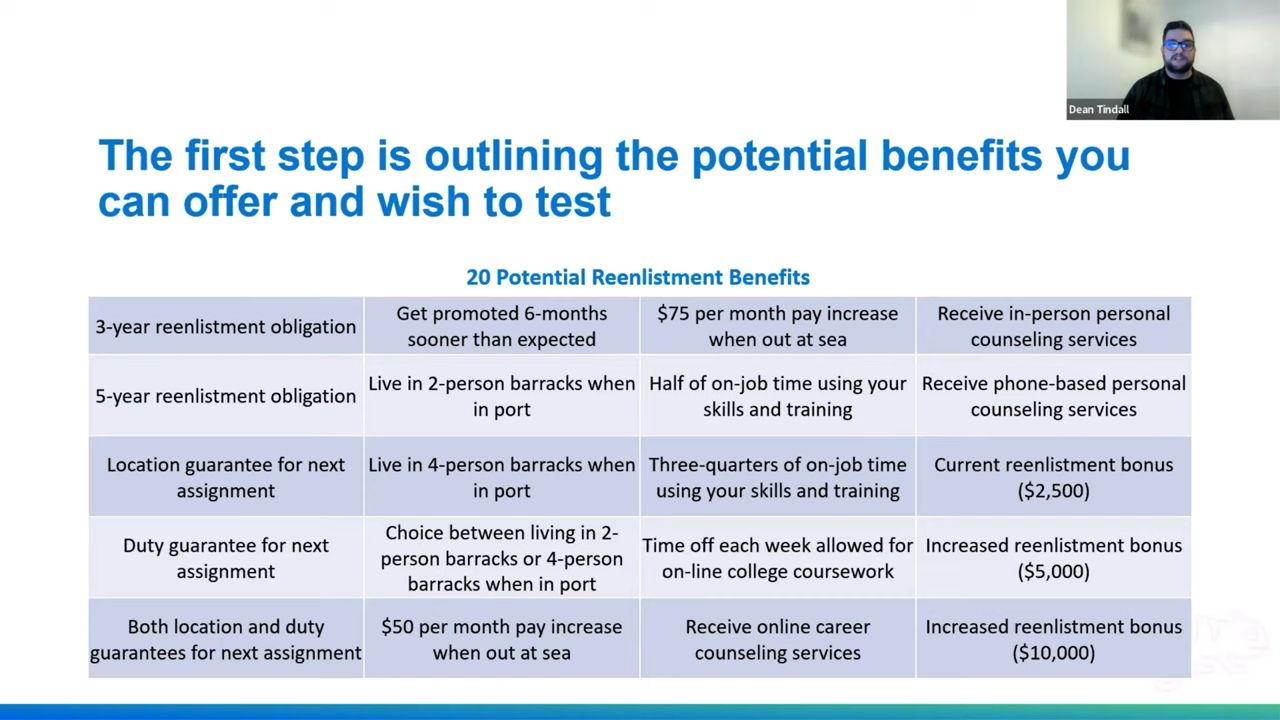 Dean Tindall
The first step is outlining the potential benefits you
can offer and wish to test
20 Potential Reenlistment Benefits
3-year reenlistment obligation
Get promoted 6-months
sooner than expected
$75 per month pay increase
when out at sea
Receive in-person personal
counseling services
5-year reenlistment obligation
Live in 2-person barracks when
in port
Half of on-job time using your
skills and training
Receive phone-based personal
counseling services
Location guarantee for next
assignment
Live in 4-person barracks when
in port
Three-quarters of on-job time
using your skills and training
Current reenlistment bonus
($2,500)
Duty guarantee for next
assignment
Choice between living in 2-
person barracks or 4-person
barracks when in port
Time off each week allowed for
on-line college coursework
Increased reenlistment bonus
($5,000)
Both location and duty
guarantees for next assignment
$50 per month pay increase
when out at sea
Receive online career
counseling services
Increased reenlistment bonus
($10,000)